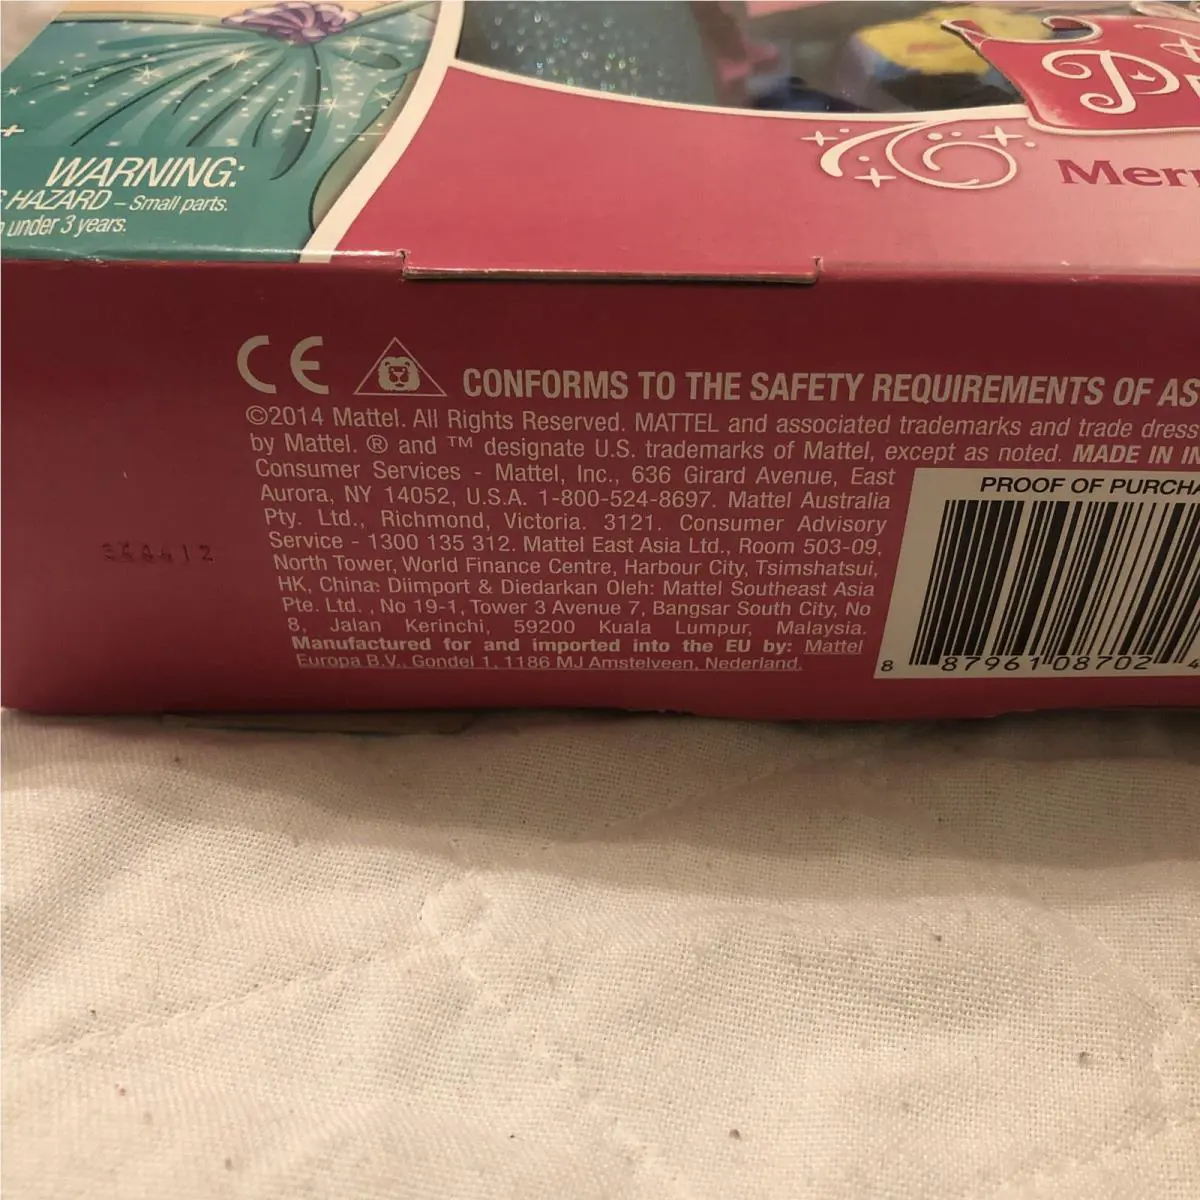 WARNING:
HAZARD – Small parts.
under 3 years.
Merr
CE
CONFORMS TO THE SAFETY REQUIREMENTS OF AS
©2014 Mattel. All Rights Reserved. MATTEL and associated trademarks and trade dress
by Mattel. ® and ™ designate U.S. trademarks of Mattel, except as noted. MADE IN IN
Consumer Services - Mattel, Inc., 636 Girard Avenue, East
Aurora, NY 14052, U.S.A. 1-800-524-8697. Mattel Australia
Pty. Ltd., Richmond, Victoria. 3121. Consumer Advisory
Service - 1300 135 312. Mattel East Asia Ltd., Room 503-09,
North Tower, World Finance Centre, Harbour City, Tsimshatsui,
HK, China: Diimport & Diedarkan Oleh: Mattel Southeast Asia
Pte. Ltd. , No 19-1, Tower 3 Avenue 7, Bangsar South City, No
8, Jalan Kerinchi, 59200 Kuala Lumpur, Malaysia.
Manufactured for and imported into the EU by: Mattel
Europa B.V., Gondel 1, 1186 MJ Amstelveen, Nederland.
PROOF OF PURCHA
8 87961 08702 4